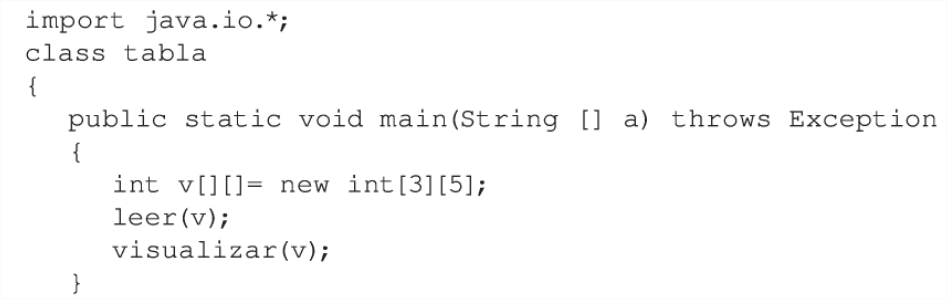 import java.io.*;
class tabla
{
public static void main(String [] a) throws Exception
{
int v[][]= new int[3][5];
leer(v);
visualizar(v);
}